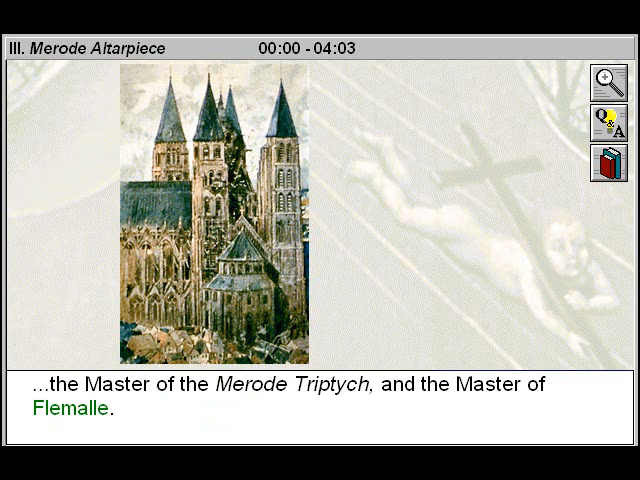 III. Merode Altarpiece 00:00 - 04:03
Q&A
...the Master of the Merode Triptych, and the Master of
Flemalle.